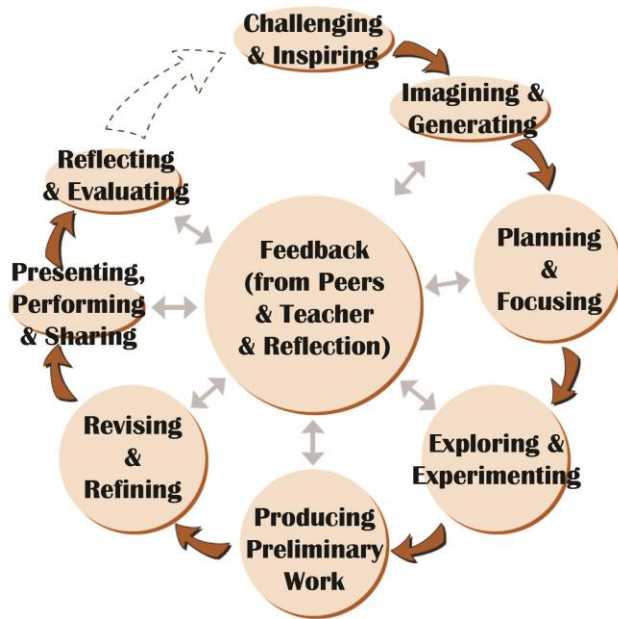 Challenging
& Inspiring
Imagining &
Generating
Planning
&
Focusing
Exploring &
Experimenting
Producing
Preliminary
Work
Revising
&
Refining
Presenting,
Performing
& Sharing
Reflecting
& Evaluating
Feedback
(from Peers
& Teacher
& Reflection)